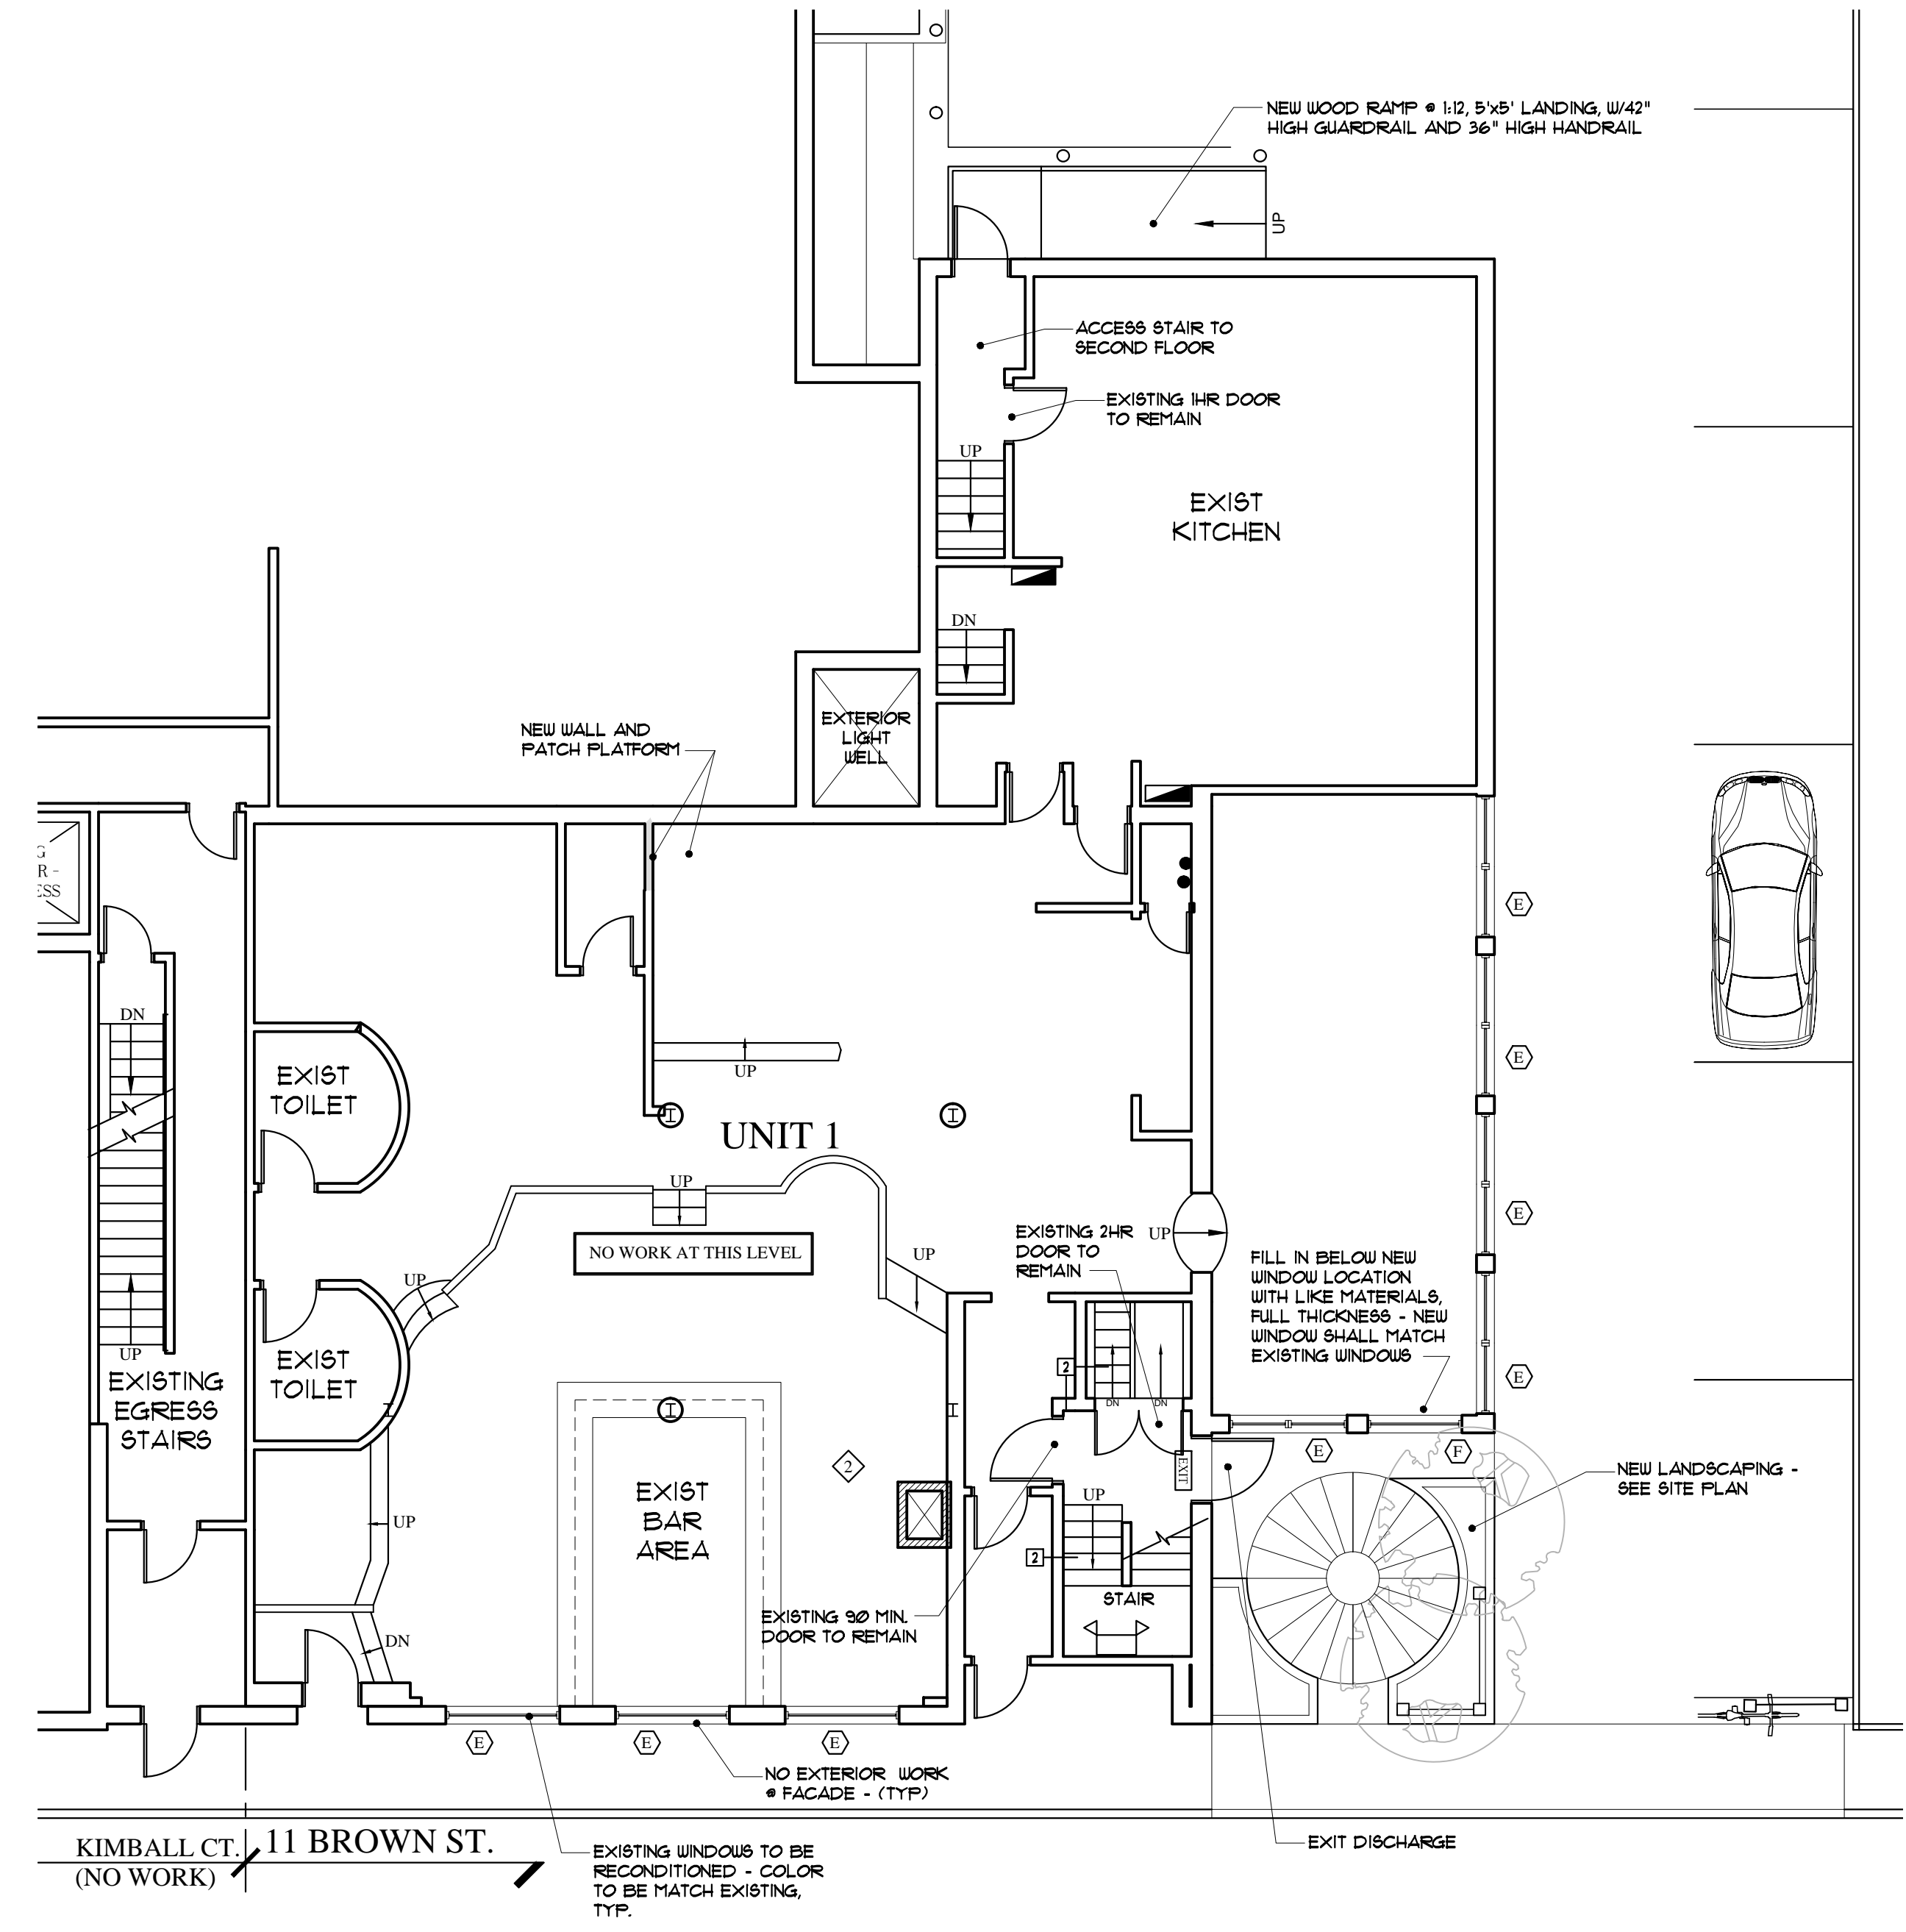 NEW WOOD RAMP @ 1:12, 5'x5' LANDING, W/42"
HIGH GUARDRAIL AND 36" HIGH HANDRAIL
UP
ACCESS STAIR TO
SECOND FLOOR
EXISTING 1HR DOOR
TO REMAIN
UP
EXIST
KITCHEN
DN
EXTERIOR
LIGHT
WELL
NEW WALL AND
PATCH PLATFORM
G
R -
ESS
E
DN
E
EXIST
TOILET
UP
UNIT 1
UP
E
NO WORK AT THIS LEVEL
UP
EXISTING 2HR
DOOR TO
REMAIN
UP
FILL IN BELOW NEW
WINDOW LOCATION
WITH LIKE MATERIALS,
FULL THICKNESS - NEW
WINDOW SHALL MATCH
EXISTING WINDOWS
UP
UP
EXIST
TOILET
2
E
EXISTING
EGRESS
STAIRS
DN
DN
E
F
2
EXIT
NEW LANDSCAPING -
SEE SITE PLAN
EXIST
BAR
AREA
UP
UP
2
STAIR
EXISTING 90 MIN.
DOOR TO REMAIN
DN
E
E
E
NO EXTERIOR WORK
@ FACADE - (TYP)
KIMBALL CT.
(NO WORK)
11 BROWN ST.
EXISTING WINDOWS TO BE
RECONDITIONED - COLOR
TO BE MATCH EXISTING,
TYP.
EXIT DISCHARGE